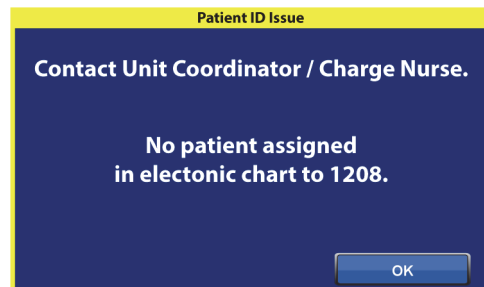 Patient ID Issue
Contact Unit Coordinator / Charge Nurse.
No patient assigned
in electonic chart to 1208.
OK